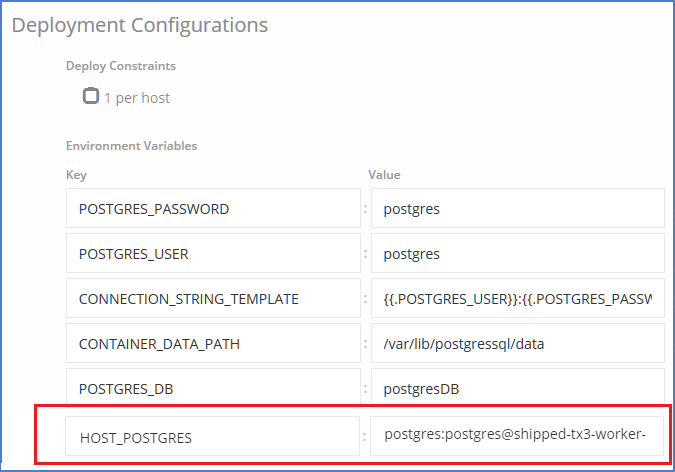 Deployment Configurations
Deploy Constraints
1 per host
Environment Variables
Key Value
POSTGRES_PASSWORD : postgres
POSTGRES_USER : postgres
CONNECTION_STRING_TEMPLATE : {{.POSTGRES_USER}}:{{.POSTGRES_PASSW
CONTAINER_DATA_PATH : /var/lib/postgressql/data
POSTGRES_DB : postgresDB
HOST_POSTGRES : postgres:postgres@shipped-tx3-worker-